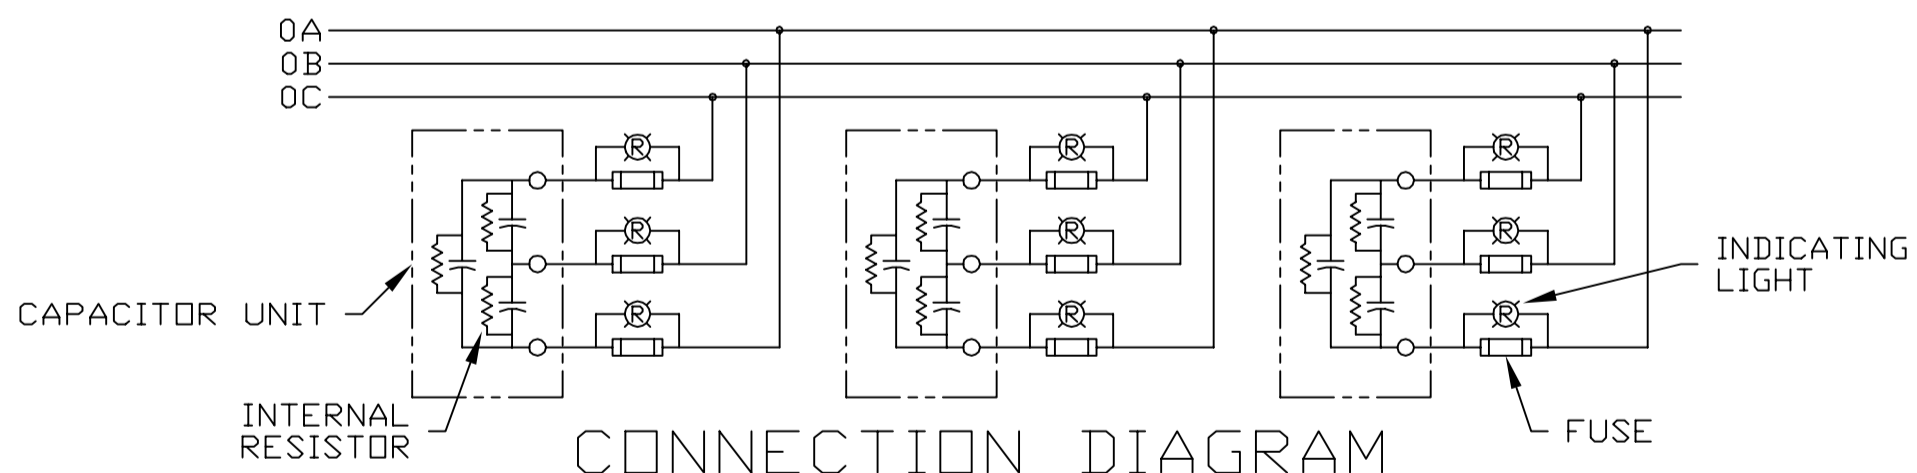 0A
0B
0C
R R R
R R R
INDICATING
LIGHT
CAPACITOR UNIT
R R R
INTERNAL
RESISTOR
FUSE
CONNECTION DIAGRAM